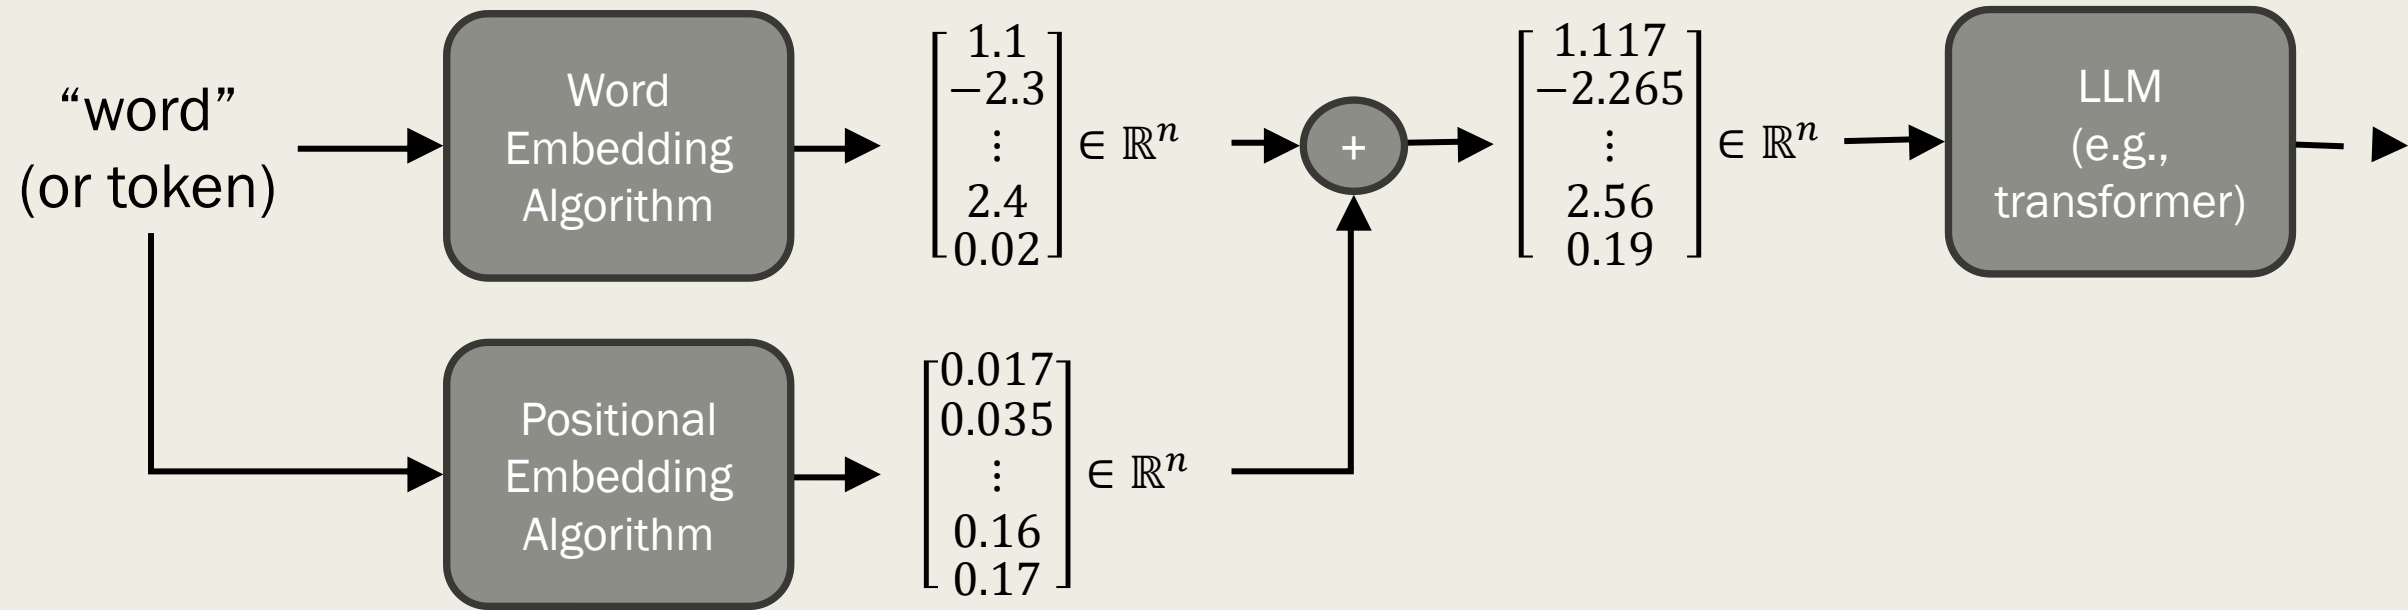 “word”
(or token)
Word
Embedding
Algorithm
1.1
−2.3
⋮
2.4
0.02
∈ ℝⁿ
+
1.117
−2.265
⋮
2.56
0.19
∈ ℝⁿ
LLM
(e.g.,
transformer)
Positional
Embedding
Algorithm
0.017
0.035
⋮
0.16
0.17
∈ ℝⁿ